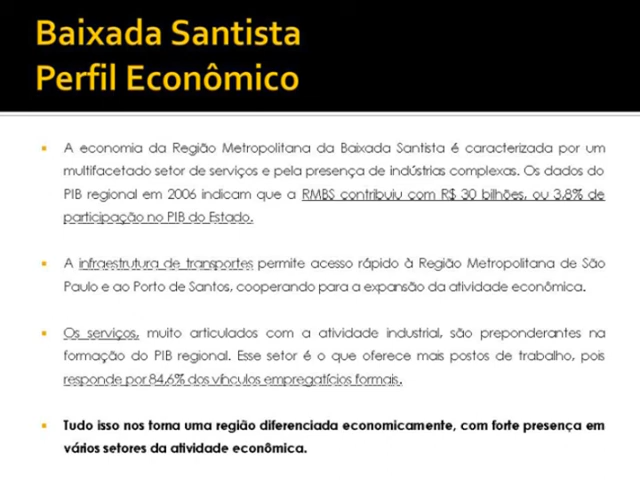 Baixada Santista
Perfil Econômico
A economia da Região Metropolitana da Baixada Santista é caracterizada por um
multifacetado setor de serviços e pela presença de indústrias complexas. Os dados do
PIB regional em 2006 indicam que a RMBS contribuiu com R$ 30 bilhões, ou 3,8% de
participação no PIB do Estado.
A infraestrutura de transportes permite acesso rápido à Região Metropolitana de São
Paulo e ao Porto de Santos, cooperando para a expansão da atividade econômica.
Os serviços, muito articulados com a atividade industrial, são preponderantes na
formação do PIB regional. Esse setor é o que oferece mais postos de trabalho, pois
responde por 84,6% dos vínculos empregatícios formais.
Tudo isso nos torna uma região diferenciada economicamente, com forte presença em
vários setores da atividade econômica.